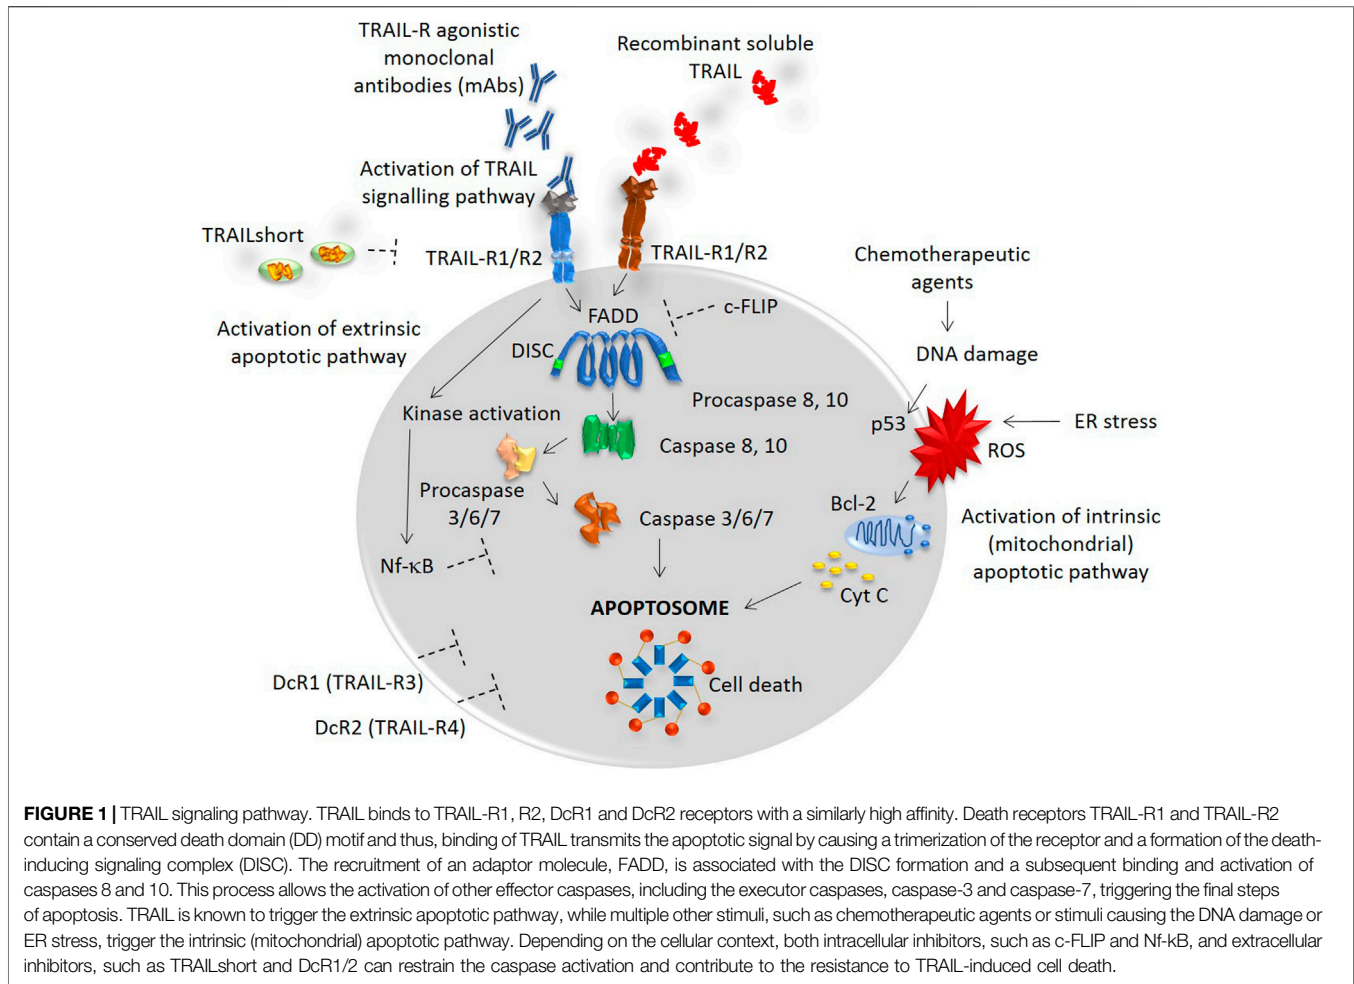 TRAIL-R agonistic
monoclonal
antibodies (mAbs)
Recombinant soluble
TRAIL
Activation of TRAIL
signalling pathway
TRAILshort
TRAIL-R1/R2
TRAIL-R1/R2
Chemotherapeutic
agents
Activation of extrinsic
apoptotic pathway
FADD
c-FLIP
DISC
DNA damage
Kinase activation
Procaspase 8, 10
p53
ER stress
Caspase 8, 10
ROS
Procaspase
3/6/7
Caspase 3/6/7
Bcl-2
Activation of intrinsic
(mitochondrial)
apoptotic pathway
Nf-κB
Cyt C
APOPTOSOME
Cell death
DcR1 (TRAIL-R3)
DcR2 (TRAIL-R4)
FIGURE 1 | TRAIL signaling pathway. TRAIL binds to TRAIL-R1, R2, DcR1 and DcR2 receptors with a similarly high affinity. Death receptors TRAIL-R1 and TRAIL-R2
contain a conserved death domain (DD) motif and thus, binding of TRAIL transmits the apoptotic signal by causing a trimerization of the receptor and a formation of the death-
inducing signaling complex (DISC). The recruitment of an adaptor molecule, FADD, is associated with the DISC formation and a subsequent binding and activation of
caspases 8 and 10. This process allows the activation of other effector caspases, including the executor caspases, caspase-3 and caspase-7, triggering the final steps
of apoptosis. TRAIL is known to trigger the extrinsic apoptotic pathway, while multiple other stimuli, such as chemotherapeutic agents or stimuli causing the DNA damage or
ER stress, trigger the intrinsic (mitochondrial) apoptotic pathway. Depending on the cellular context, both intracellular inhibitors, such as c-FLIP and Nf-kB, and extracellular
inhibitors, such as TRAILshort and DcR1/2 can restrain the caspase activation and contribute to the resistance to TRAIL-induced cell death.